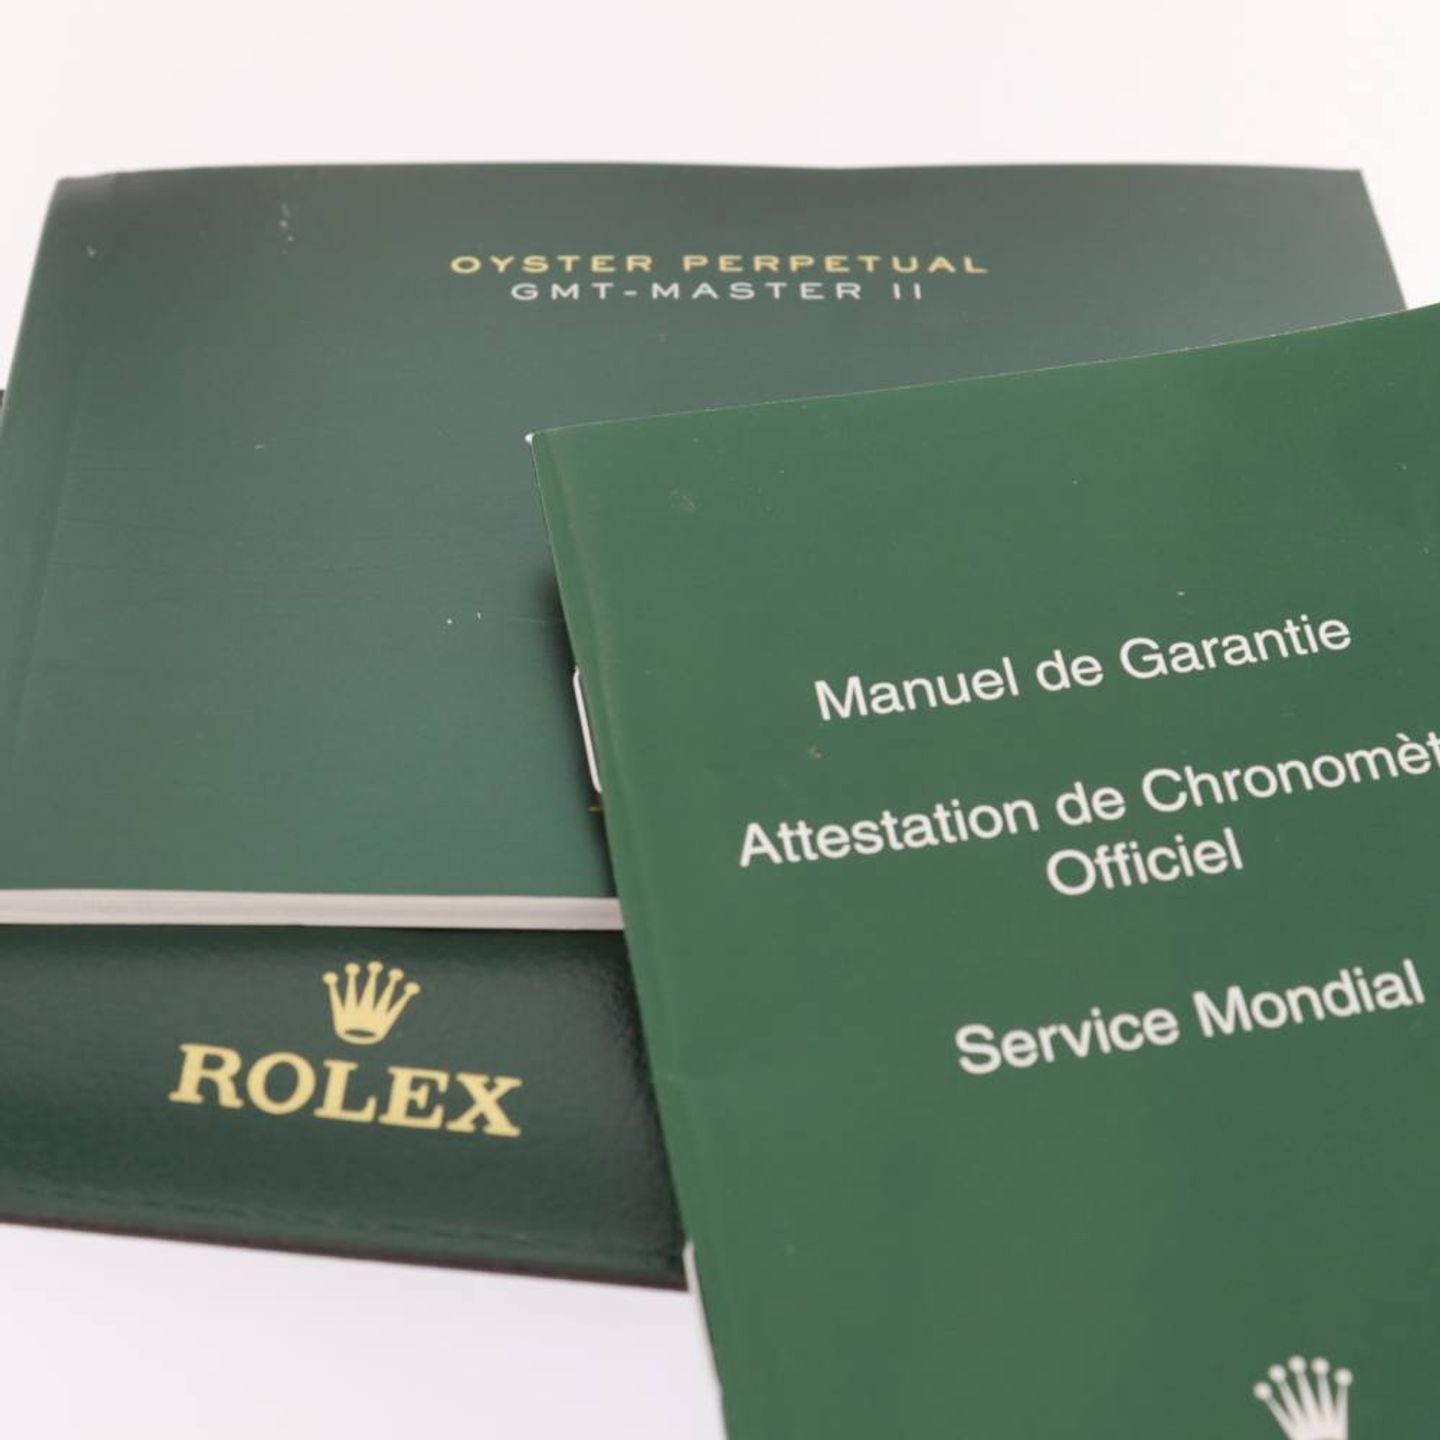 OYSTER PERPETUAL
GMT-MASTER II
Manuel de Garantie
Attestation de Chronomèt
Officiel
Service Mondial
ROLEX